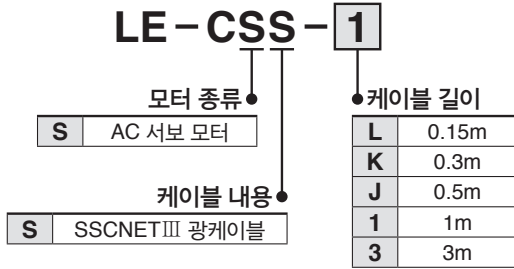 LE-CSS-1
모터 종류
S AC 서보 모터
케이블 내용
S SSCNETⅢ 광케이블
케이블 길이
L 0.15m
K 0.3m
J 0.5m
1 1m
3 3m